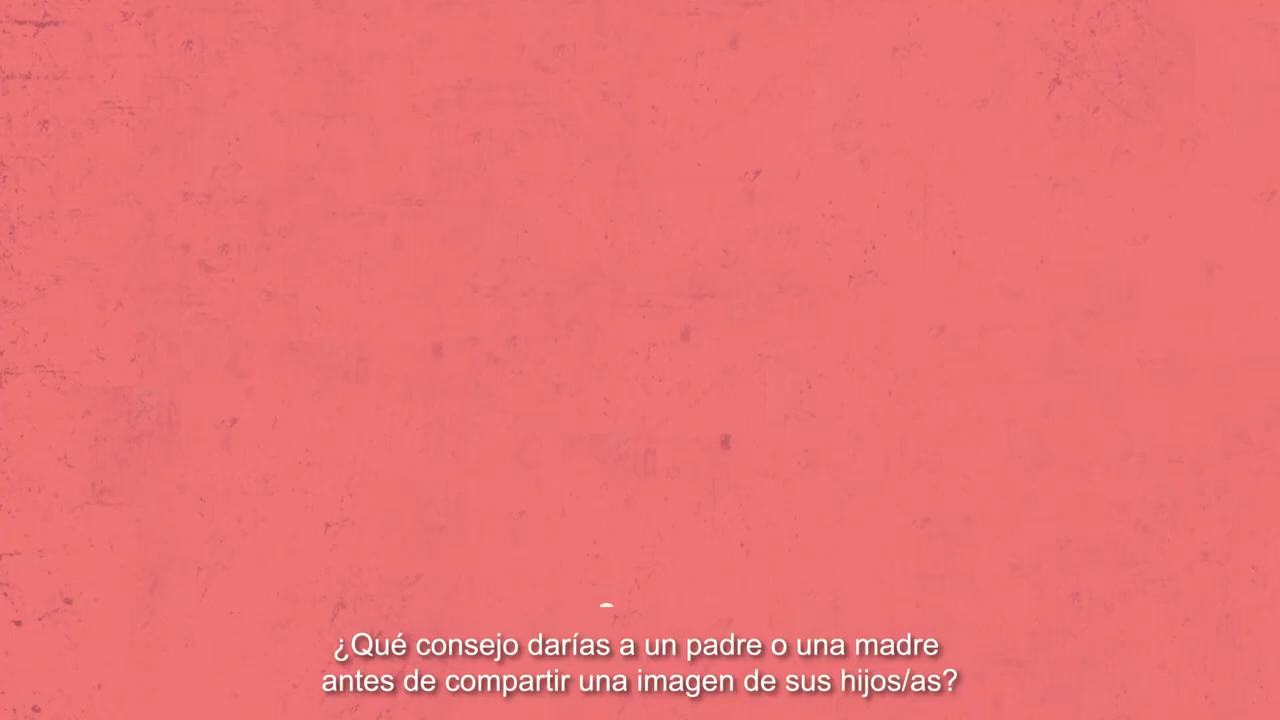 ¿Qué consejo darías a un padre o una madre
antes de compartir una imagen de sus hijos/as?